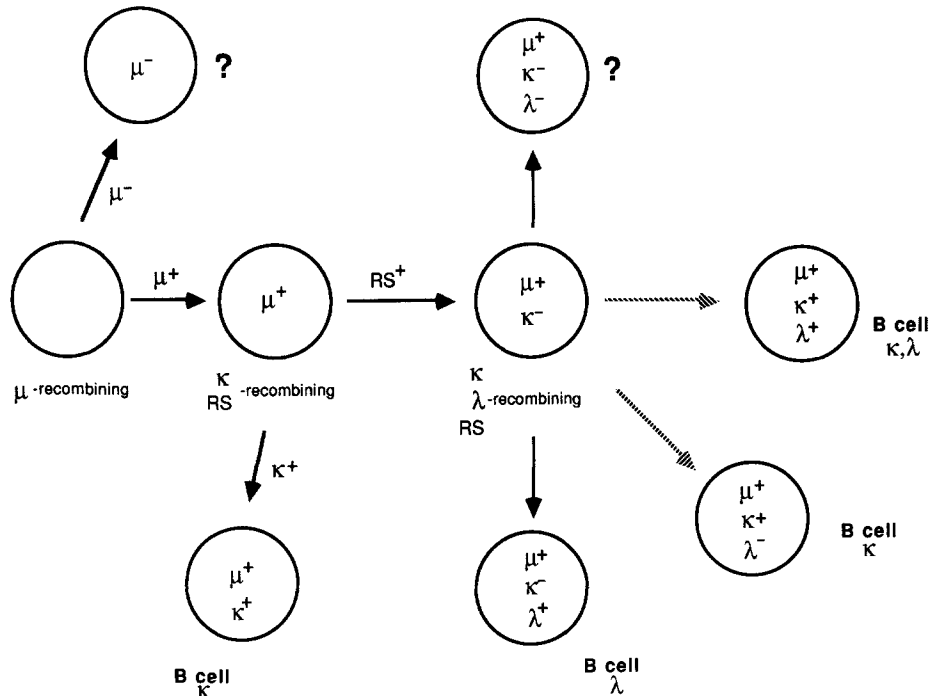 μ⁻
?
μ⁻
μ⁺
κ⁻
λ⁻
?
μ⁺
μ⁺
RS⁺
μ⁺
κ⁻
μ⁺
κ⁺
λ⁺
B cell
κ,λ
μ -recombining
κ
RS -recombining
κ
λ -recombining
RS
κ⁺
μ⁺
κ⁺
λ⁻
B cell
κ
μ⁺
κ⁺
B cell
κ
μ⁺
κ⁻
λ⁺
B cell
λ